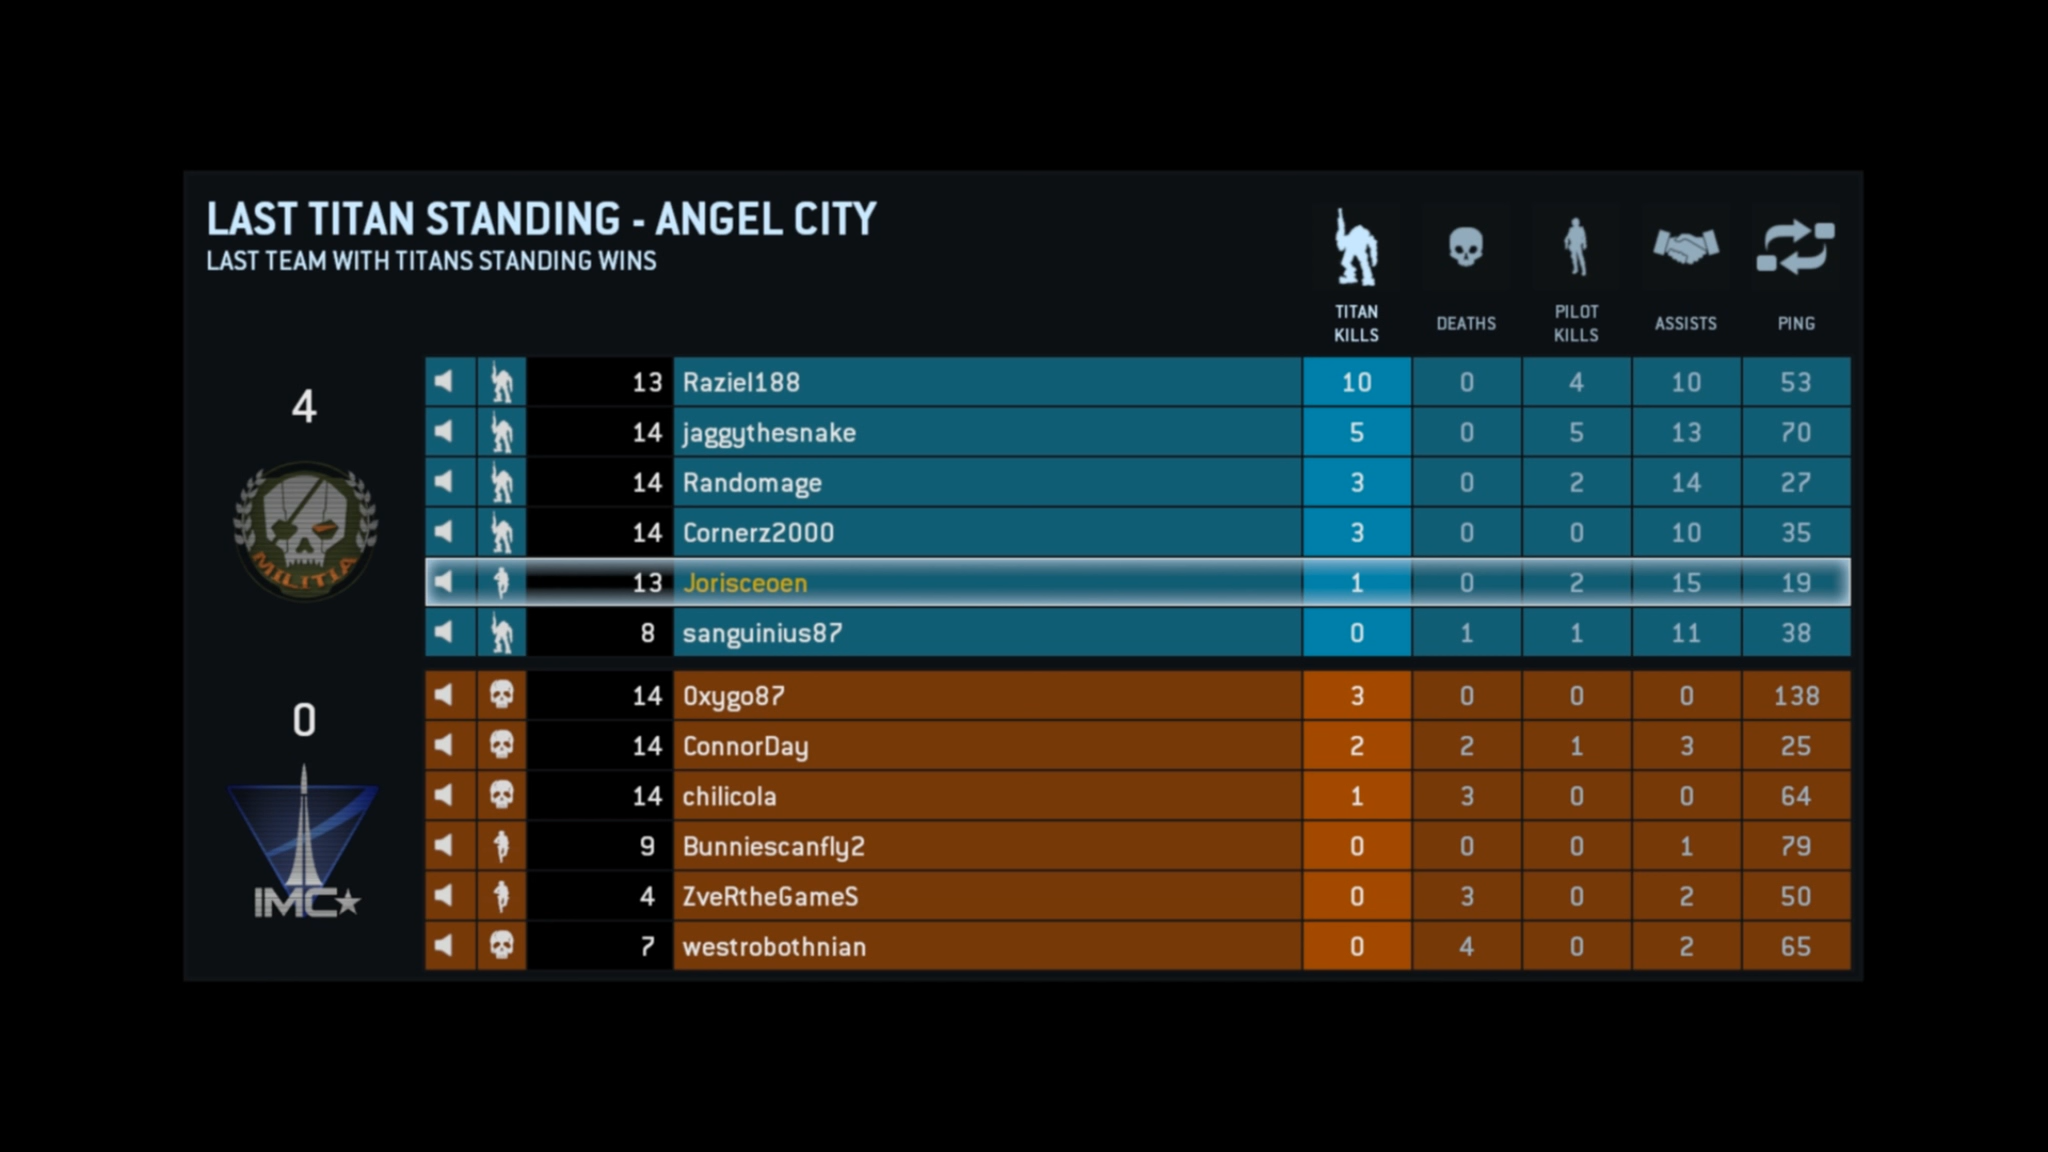 LAST TITAN STANDING - ANGEL CITY
LAST TEAM WITH TITANS STANDING WINS
TITAN KILLS DEATHS PILOT KILLS ASSISTS PING
4
MILITIA
13 Raziel188 10 0 4 10 53
14 jaggythesnake 5 0 5 13 70
14 Randomage 3 0 2 14 27
14 Cornerz2000 3 0 0 10 35
13 Jorisceoen 1 0 2 15 19
8 sanguinius87 0 1 1 11 38
0
IMC
14 Oxygo87 3 0 0 0 138
14 ConnorDay 2 2 1 3 25
14 chilicola 1 3 0 0 64
9 Bunniescanfly2 0 0 0 1 79
4 ZveRtheGameS 0 3 0 2 50
7 westrobothnian 0 4 0 2 65